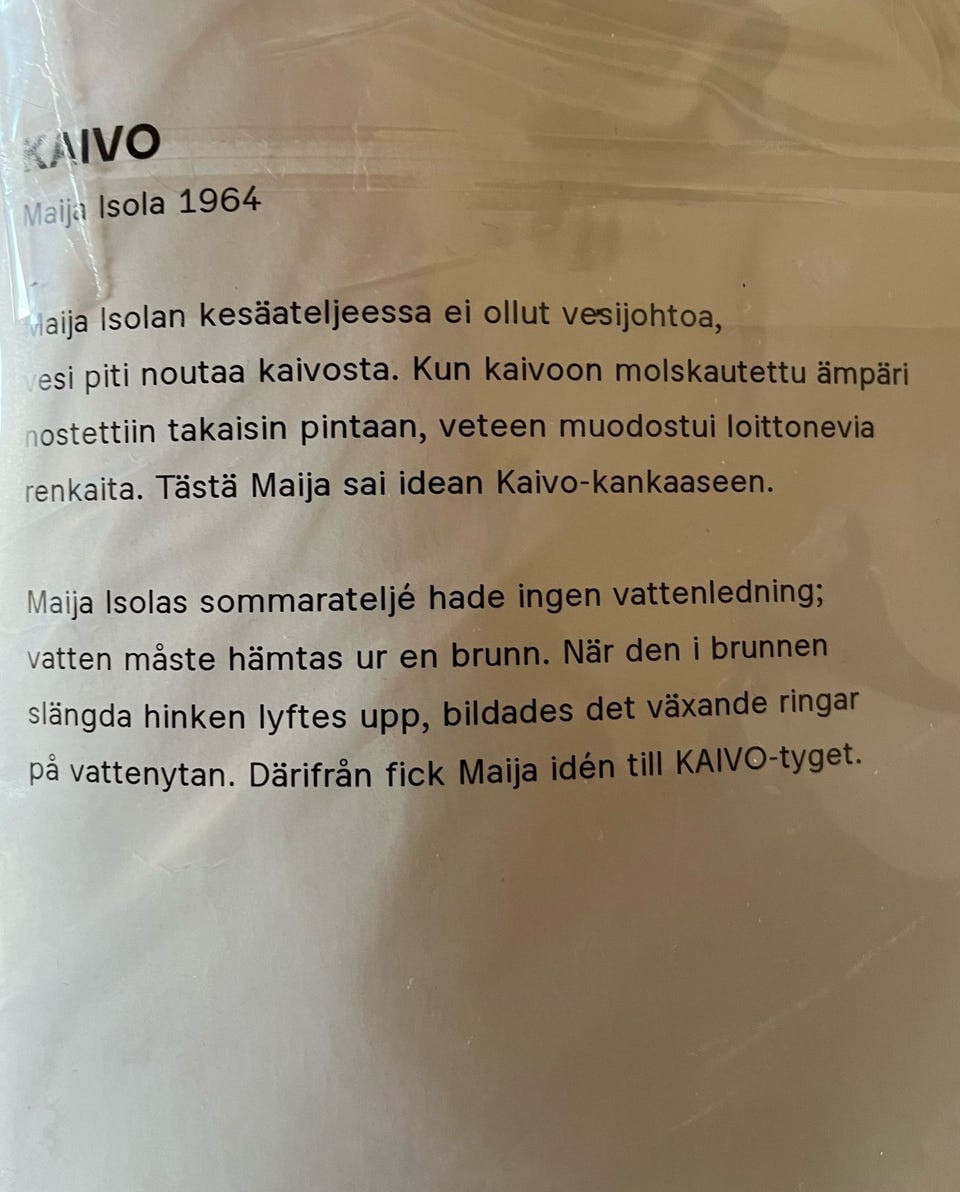 KAIVO
Maija Isola 1964
Maija Isolan kesäateljeessa ei ollut vesijohtoa,
vesi piti noutaa kaivosta. Kun kaivoon molskautettu ämpäri
nostettiin takaisin pintaan, veteen muodostui loittonevia
renkaita. Tästä Maija sai idean Kaivo-kankaaseen.
Maija Isolas sommarateljé hade ingen vattenledning;
vatten måste hämtas ur en brunn. När den i brunnen
slängda hinken lyftes upp, bildades det växande ringar
på vattenytan. Därifrån fick Maija idén till KAIVO-tyget.